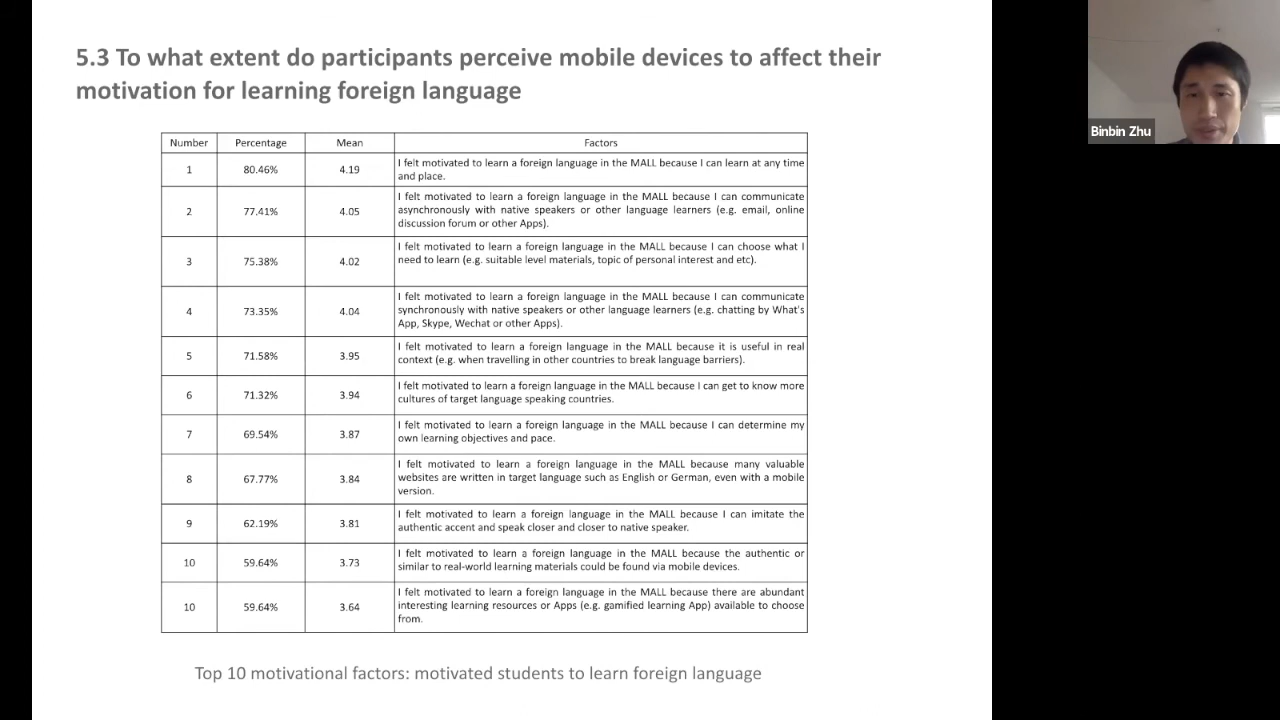 5.3 To what extent do participants perceive mobile devices to affect their
motivation for learning foreign language
Number Percentage Mean Factors
1 80.46% 4.19 I felt motivated to learn a foreign language in the MALL because I can learn at any time
and place.
2 77.41% 4.05 I felt motivated to learn a foreign language in the MALL because I can communicate
asynchronously with native speakers or other language learners (e.g. email, online
discussion forum or other Apps).
3 75.38% 4.02 I felt motivated to learn a foreign language in the MALL because I can choose what I
need to learn (e.g. suitable level materials, topic of personal interest and etc).
4 73.35% 4.04 I felt motivated to learn a foreign language in the MALL because I can communicate
synchronously with native speakers or other language learners (e.g. chatting by What's
App, Skype, Wechat or other Apps).
5 71.58% 3.95 I felt motivated to learn a foreign language in the MALL because it is useful in real
context (e.g. when travelling in other countries to break language barriers).
6 71.32% 3.94 I felt motivated to learn a foreign language in the MALL because I can get to know more
cultures of target language speaking countries.
7 69.54% 3.87 I felt motivated to learn a foreign language in the MALL because I can determine my
own learning objectives and pace.
8 67.77% 3.84 I felt motivated to learn a foreign language in the MALL because many valuable
websites are written in target language such as English or German, even with a mobile
version.
9 62.19% 3.81 I felt motivated to learn a foreign language in the MALL because I can imitate the
authentic accent and speak closer and closer to native speaker.
10 59.64% 3.73 I felt motivated to learn a foreign language in the MALL because the authentic or
similar to real-world learning materials could be found via mobile devices.
10 59.64% 3.64 I felt motivated to learn a foreign language in the MALL because there are abundant
interesting learning resources or Apps (e.g. gamified learning App) available to choose
from.
Top 10 motivational factors: motivated students to learn foreign language
Binbin Zhu